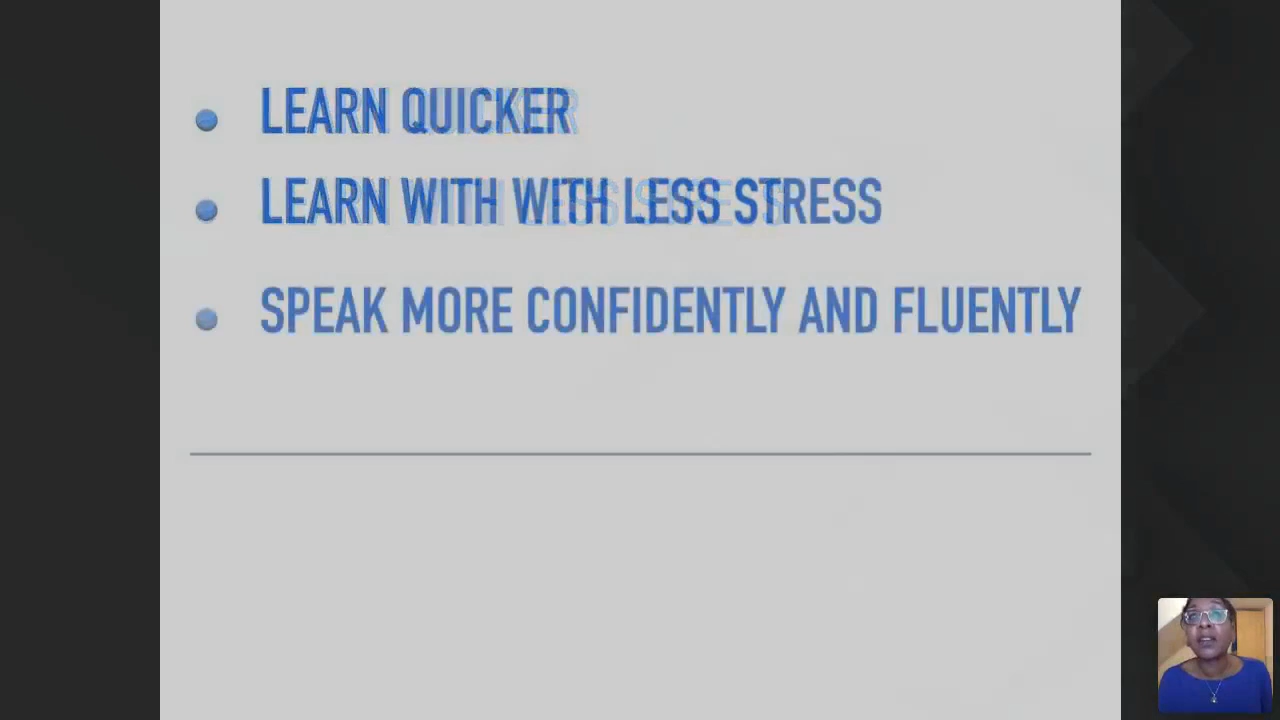 LEARN QUICKER
LEARN WITH WITH LESS STRESS
SPEAK MORE CONFIDENTLY AND FLUENTLY